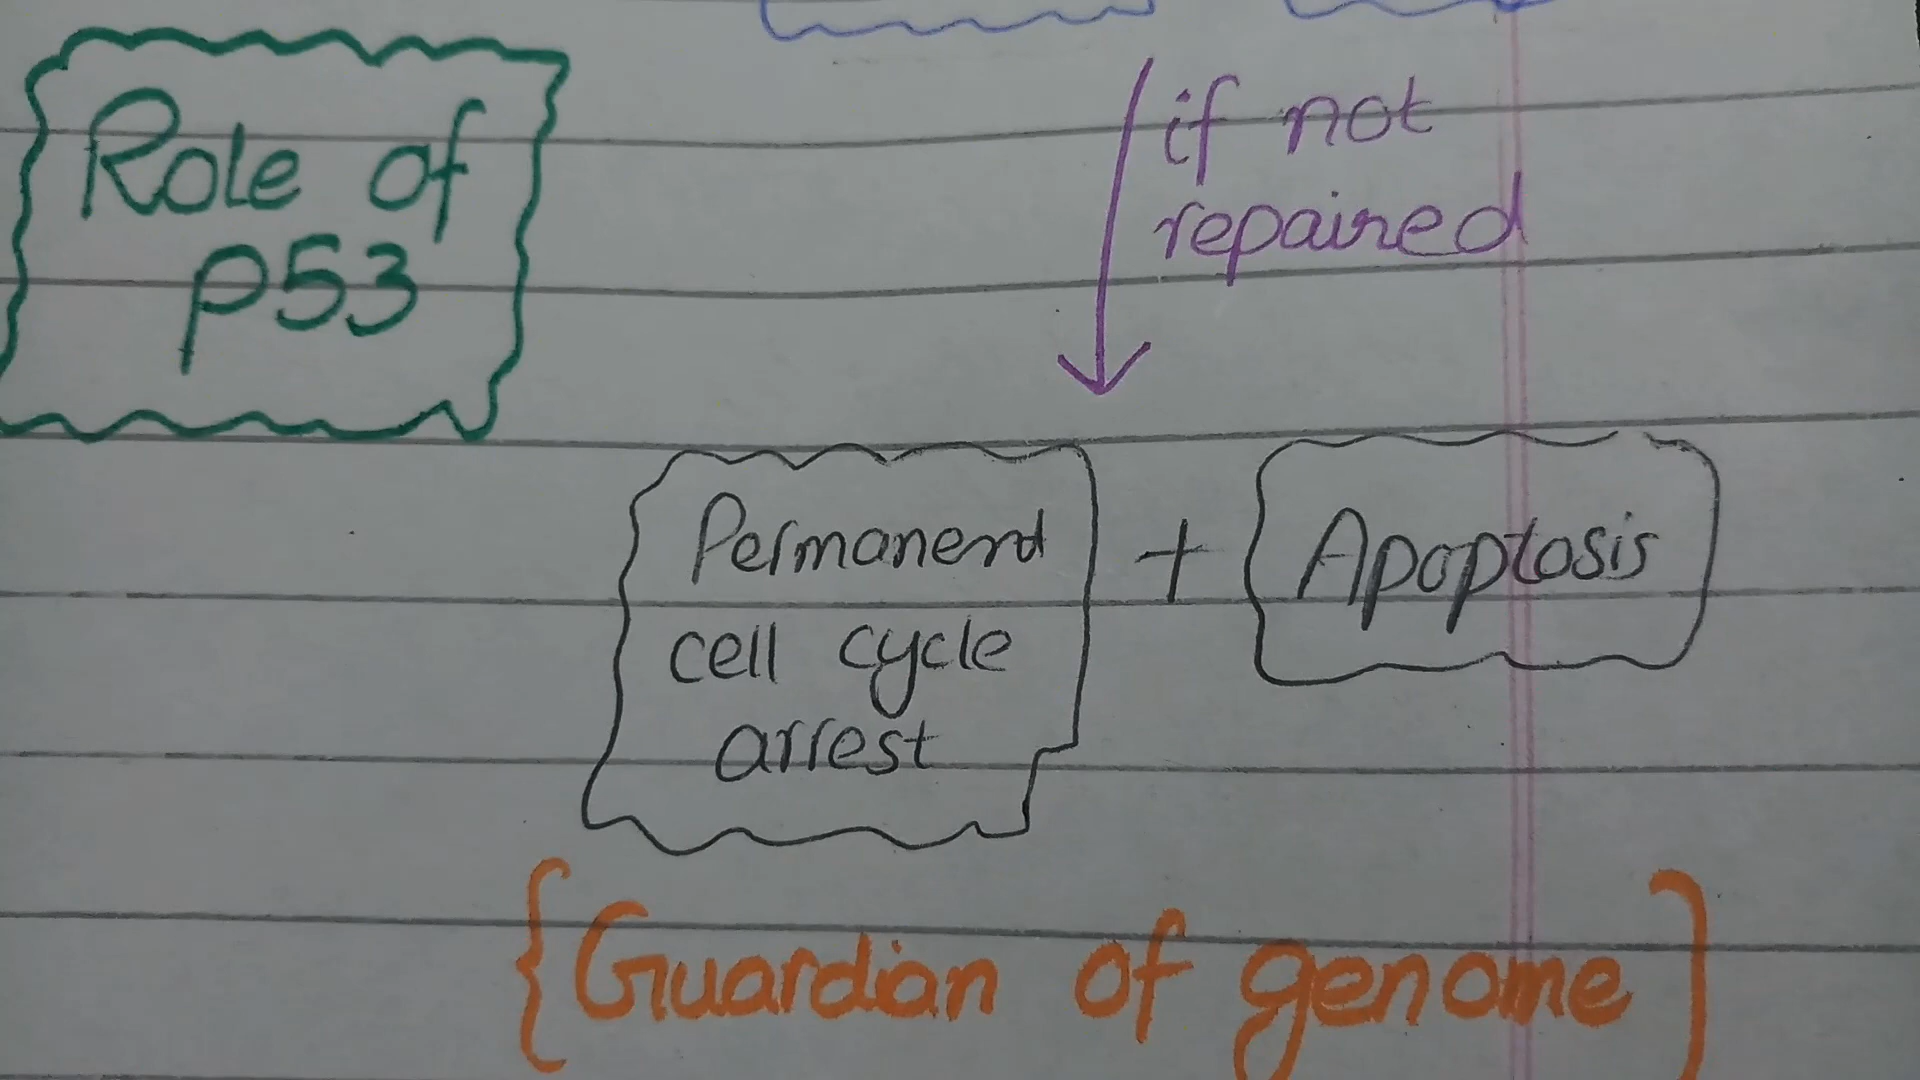 Role of
p53
if not
repaired
Permanent
cell cycle
arrest
+
Apoptosis
{Guardian of genome}